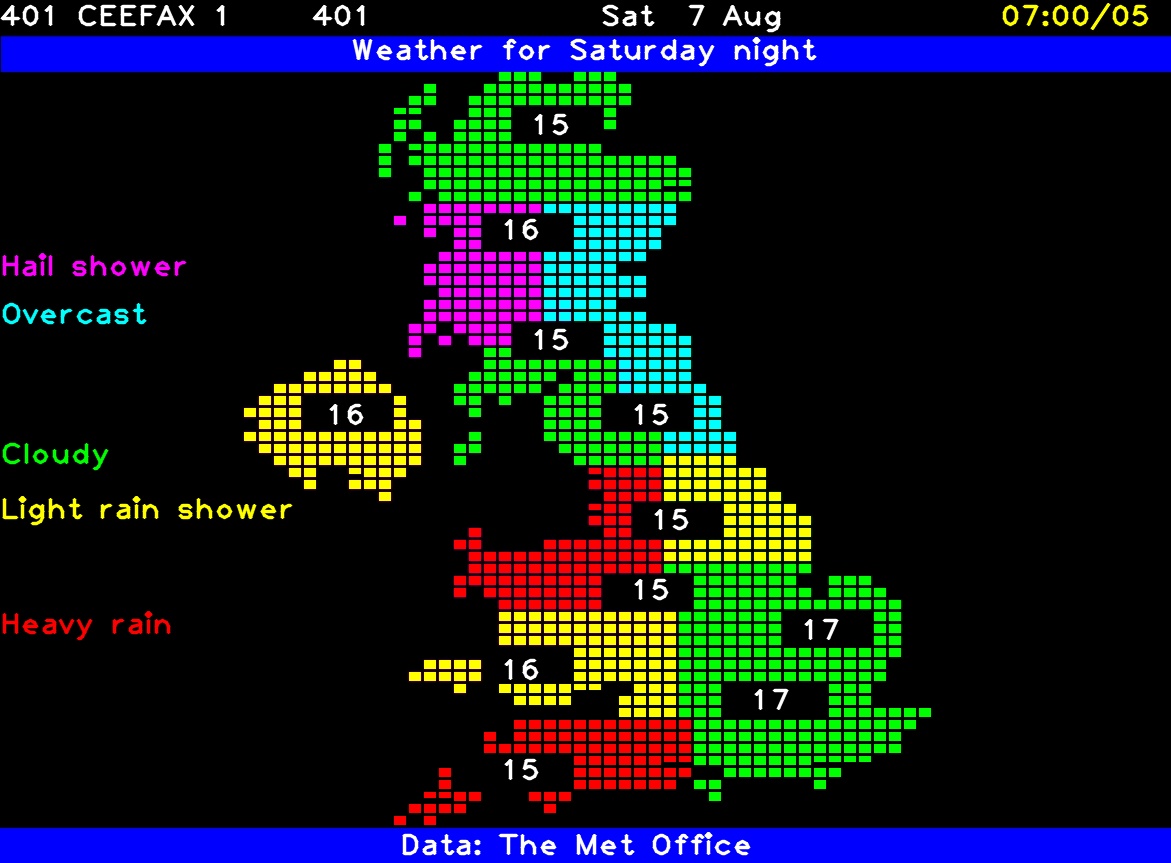 401 CEEFAX 1 401 Sat 7 Aug 07:00/05
Weather for Saturday night
15
16
Hail shower
Overcast
15
16 15
Cloudy
Light rain shower
15
15
Heavy rain
17
16
17
15
Data: The Met Office